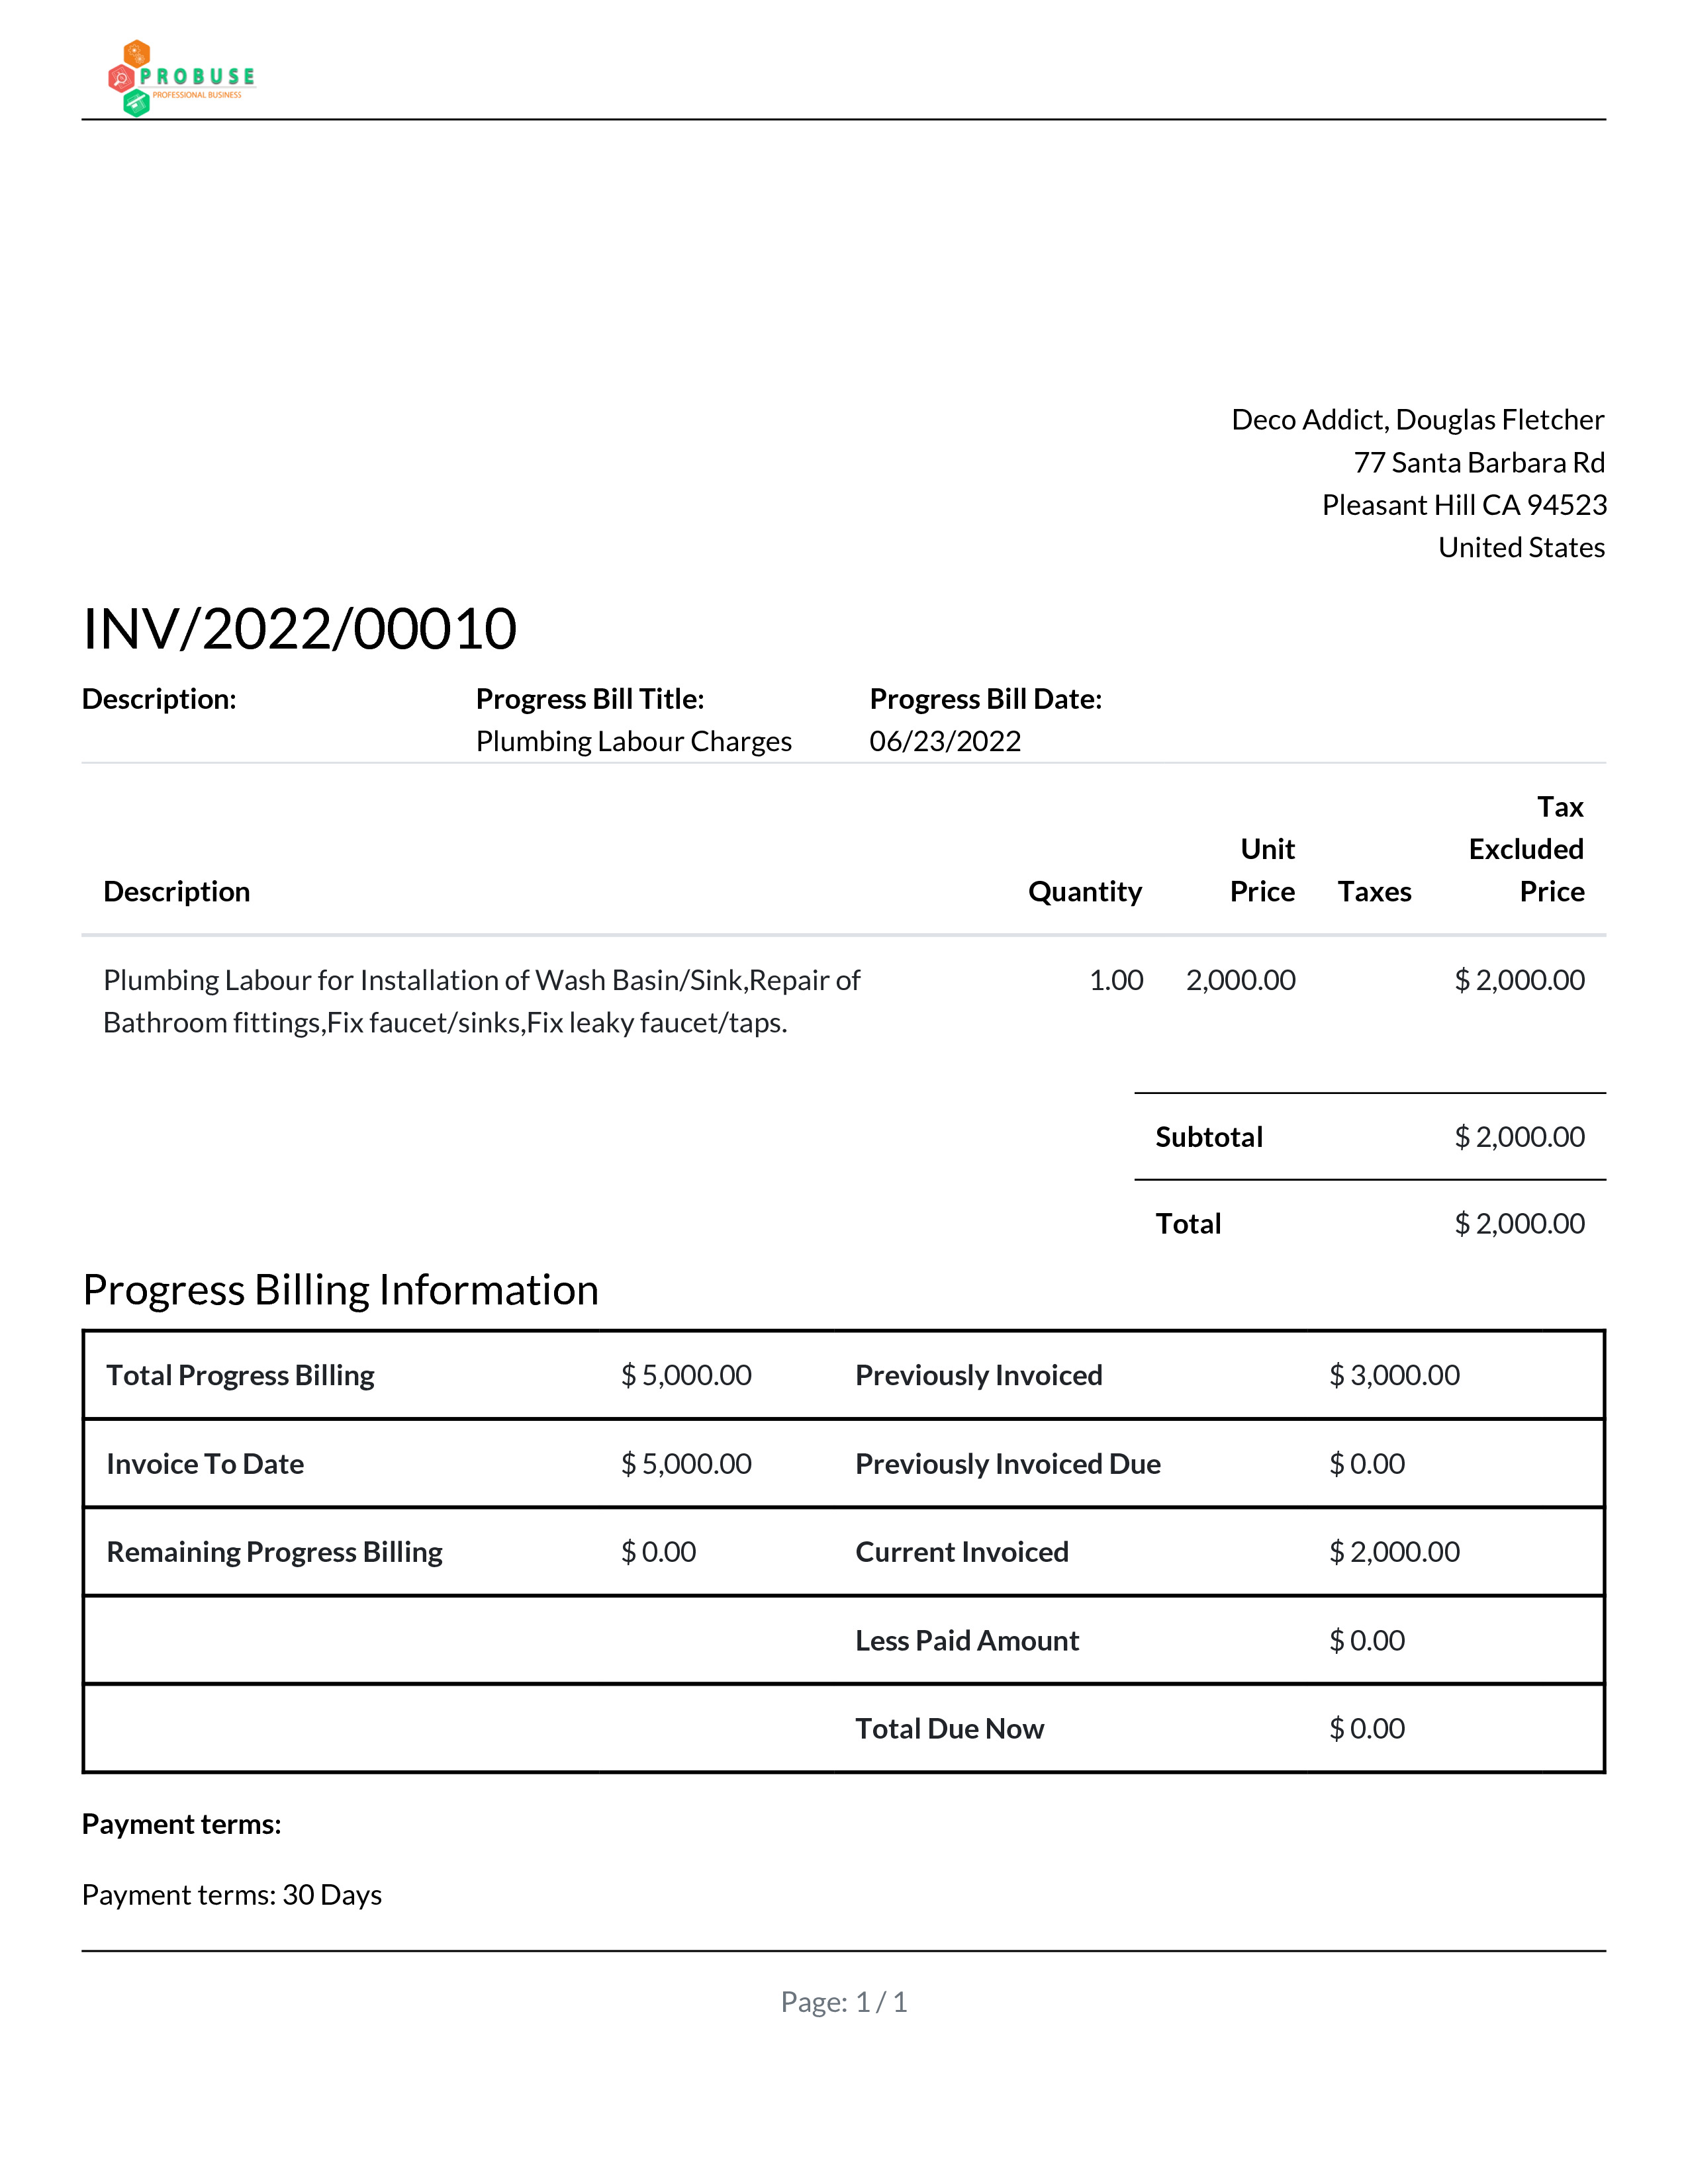 PROBUSE
PROFESSIONAL BUSINESS
Deco Addict, Douglas Fletcher
77 Santa Barbara Rd
Pleasant Hill CA 94523
United States
INV/2022/00010
Description: Progress Bill Title: Progress Bill Date:
Plumbing Labour Charges 06/23/2022
Tax
Unit Excluded
Description Quantity Price Taxes Price
Plumbing Labour for Installation of Wash Basin/Sink,Repair of 1.00 2,000.00 $ 2,000.00
Bathroom fittings,Fix faucet/sinks,Fix leaky faucet/taps.
Subtotal $ 2,000.00
Total $ 2,000.00
Progress Billing Information
Total Progress Billing $ 5,000.00 Previously Invoiced $ 3,000.00
Invoice To Date $ 5,000.00 Previously Invoiced Due $ 0.00
Remaining Progress Billing $ 0.00 Current Invoiced $ 2,000.00
Less Paid Amount $ 0.00
Total Due Now $ 0.00
Payment terms:
Payment terms: 30 Days
Page: 1 / 1